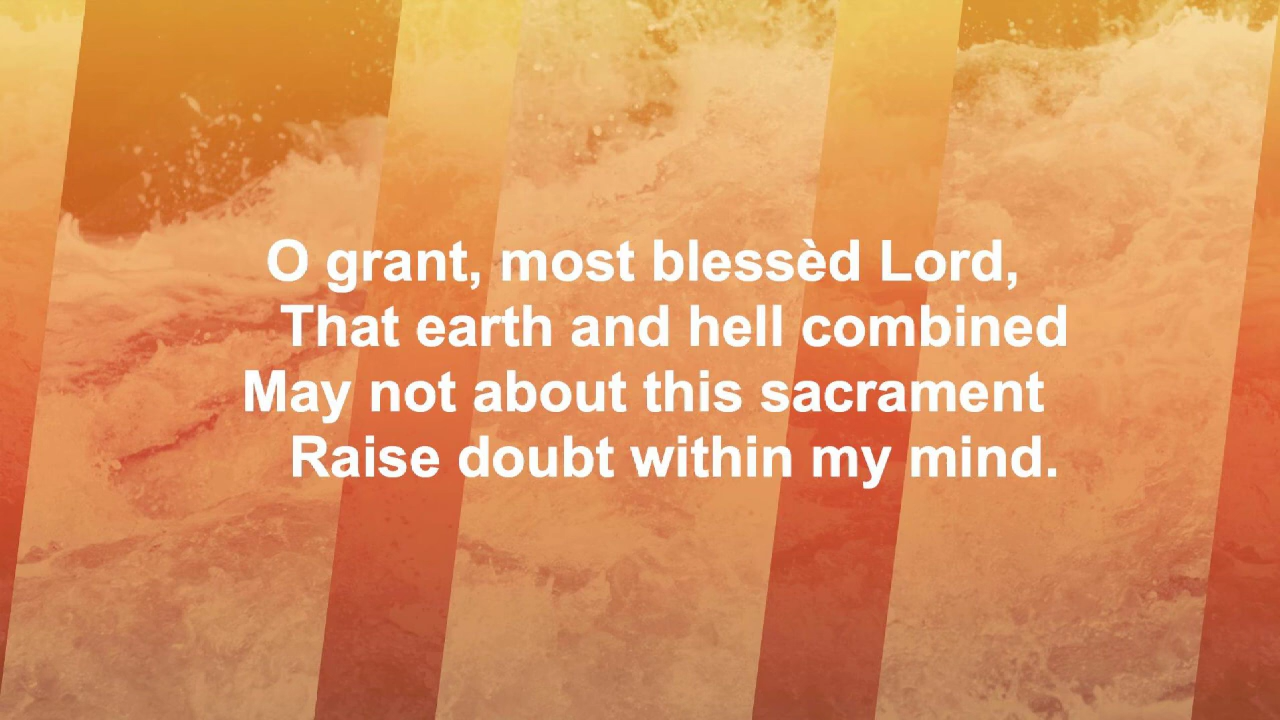 O grant, most blessèd Lord,
That earth and hell combined
May not about this sacrament
Raise doubt within my mind.